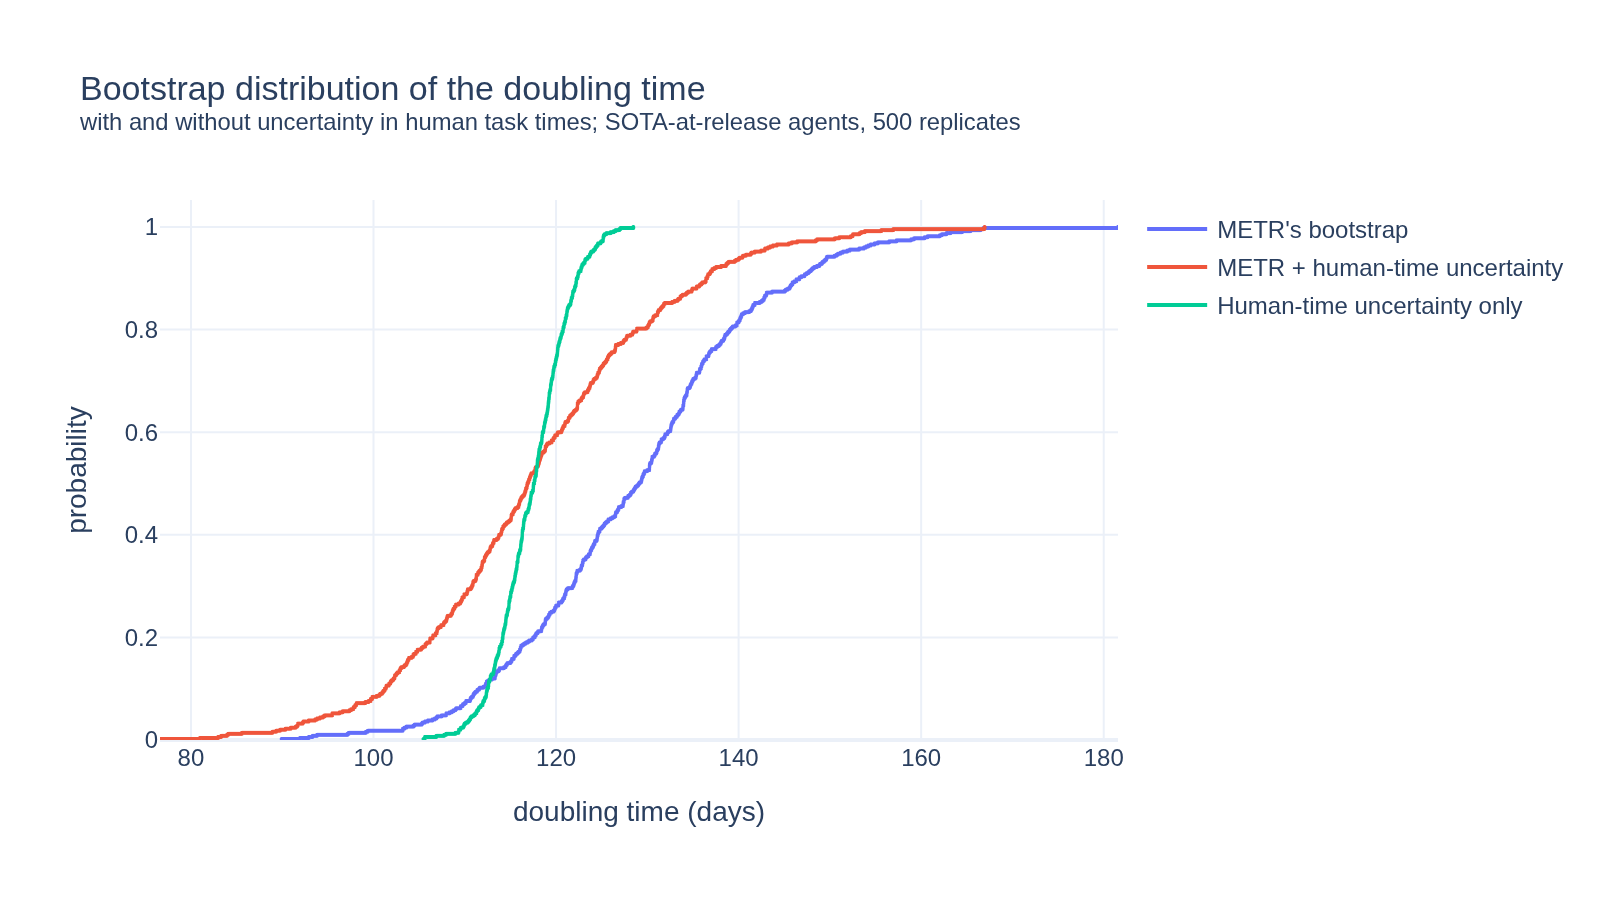 Bootstrap distribution of the doubling time
with and without uncertainty in human task times; SOTA-at-release agents, 500 replicates
METR's bootstrap
METR + human-time uncertainty
Human-time uncertainty only
probability
1
0.8
0.6
0.4
0.2
0
80
100
120
140
160
180
doubling time (days)